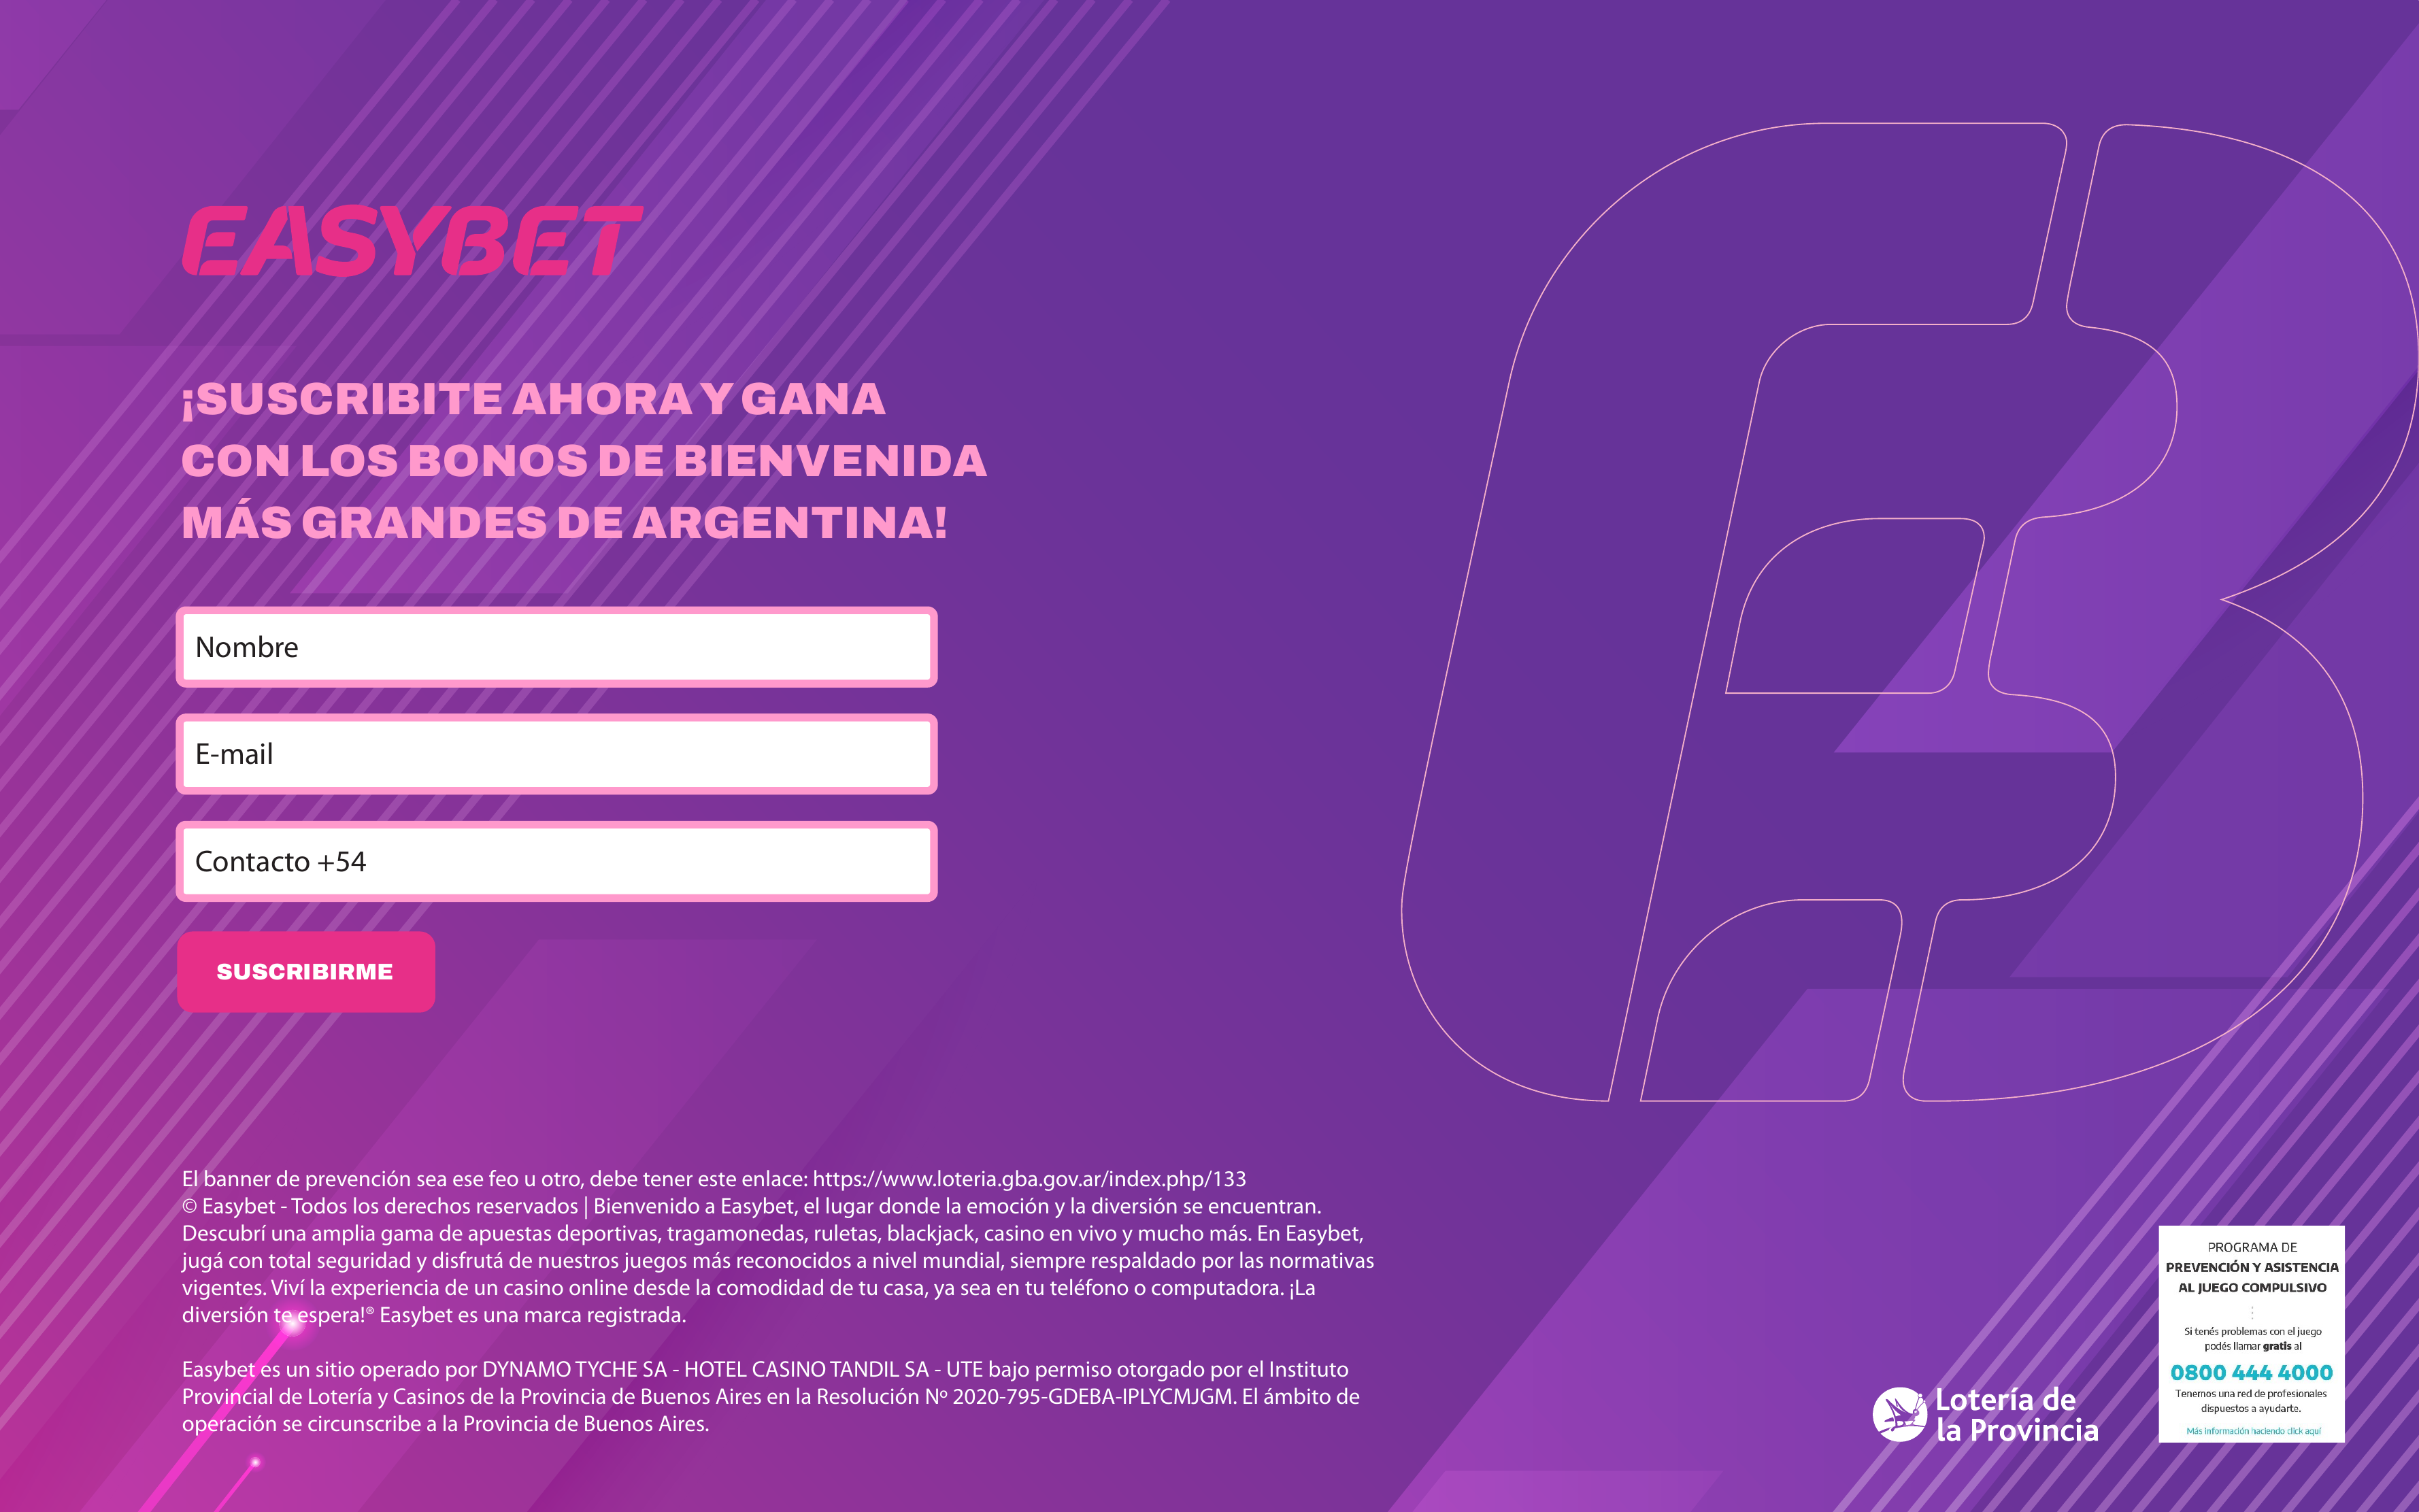 EASYBET
¡SUSCRIBITE AHORA Y GANA
CON LOS BONOS DE BIENVENIDA
MÁS GRANDES DE ARGENTINA!
Nombre
E-mail
Contacto +54
SUSCRIBIRME
El banner de prevención sea ese feo u otro, debe tener este enlace: https://www.loteria.gba.gov.ar/index.php/133
© Easybet - Todos los derechos reservados | Bienvenido a Easybet, el lugar donde la emoción y la diversión se encuentran.
Descubrí una amplia gama de apuestas deportivas, tragamonedas, ruletas, blackjack, casino en vivo y mucho más. En Easybet,
jugá con total seguridad y disfrutá de nuestros juegos más reconocidos a nivel mundial, siempre respaldado por las normativas
vigentes. Viví la experiencia de un casino online desde la comodidad de tu casa, ya sea en tu teléfono o computadora. ¡La
diversión te espera!® Easybet es una marca registrada.
Easybet es un sitio operado por DYNAMO TYCHE SA - HOTEL CASINO TANDIL SA - UTE bajo permiso otorgado por el Instituto
Provincial de Lotería y Casinos de la Provincia de Buenos Aires en la Resolución Nº 2020-795-GDEBA-IPLYCMJGM. El ámbito de
operación se circunscribe a la Provincia de Buenos Aires.
Lotería de
la Provincia
PROGRAMA DE
PREVENCIÓN Y ASISTENCIA
AL JUEGO COMPULSIVO
Si tenés problemas con el juego
podés llamar gratis al
0800 444 4000
Tenemos una red de profesionales
dispuestos a ayudarte.
Más información haciendo click aquí